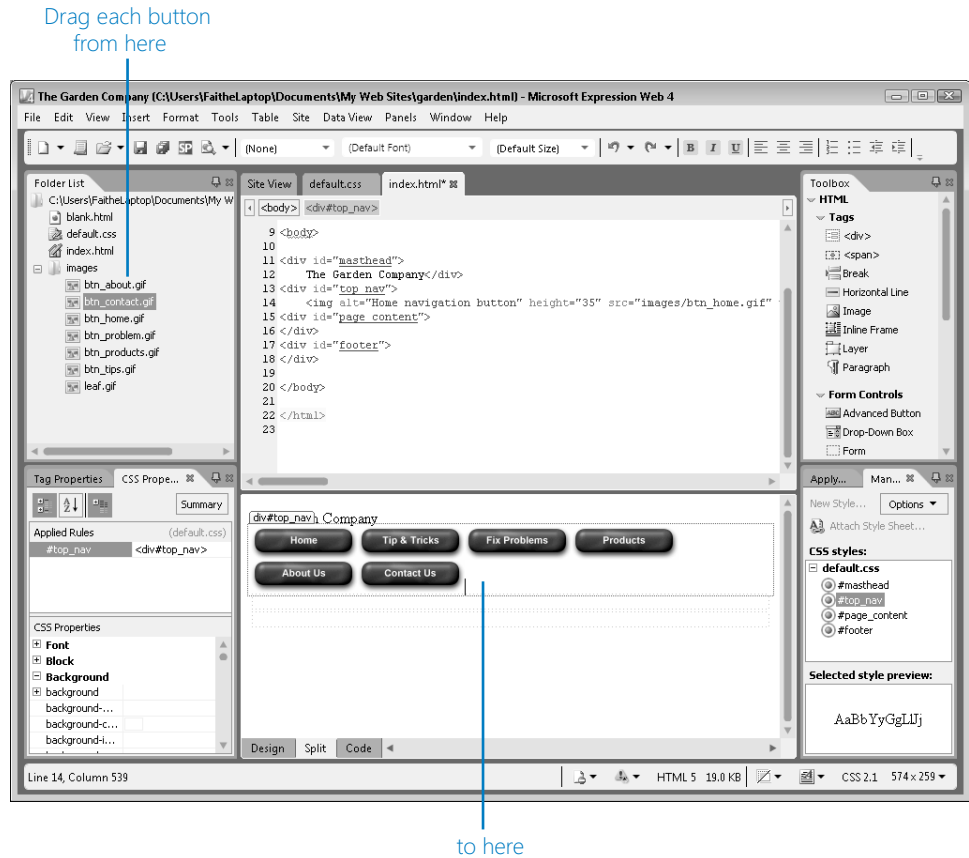 Drag each button
from here
The Garden Company (C:\Users\FaitheLaptop\Documents\My Web Sites\garden\index.html) - Microsoft Expression Web 4
File Edit View Insert Format Tools Table Site Data View Panels Window Help
(None) (Default Font) (Default Size) B I U
Folder List
C:\Users\FaitheLaptop\Documents\My W
blank.html
default.css
index.html
images
btn_about.gif
btn_contact.gif
btn_home.gif
btn_problem.gif
btn_products.gif
btn_tips.gif
leaf.gif
Site View default.css index.html*
<body> <div#top_nav>
9 <body>
10
11 <div id="masthead">
12 The Garden Company</div>
13 <div id="top_nav">
14 <img alt="Home navigation button" height="35" src="images/btn_home.gif"
15 <div id="page_content">
16 </div>
17 <div id="footer">
18 </div>
19
20 </body>
21
22 </html>
23
Toolbox
HTML
Tags
<div>
<span>
Break
Horizontal Line
Image
Inline Frame
Layer
Paragraph
Form Controls
Advanced Button
Drop-Down Box
Form
Tag Properties CSS Prope...
Summary
Applied Rules (default.css)
#top_nav <div#top_nav>
CSS Properties
Font
Block
Background
background
background-...
background-c...
background-i...
div#top_nav n Company
Home Tip & Tricks Fix Problems Products
About Us Contact Us
Design Split Code
Apply... Man...
New Style... Options
Attach Style Sheet...
CSS styles:
default.css
#masthead
#top_nav
#page_content
#footer
Selected style preview:
AaBbYyGgLlJj
Line 14, Column 539 HTML 5 19.0 KB CSS 2.1 574 x 259
to here